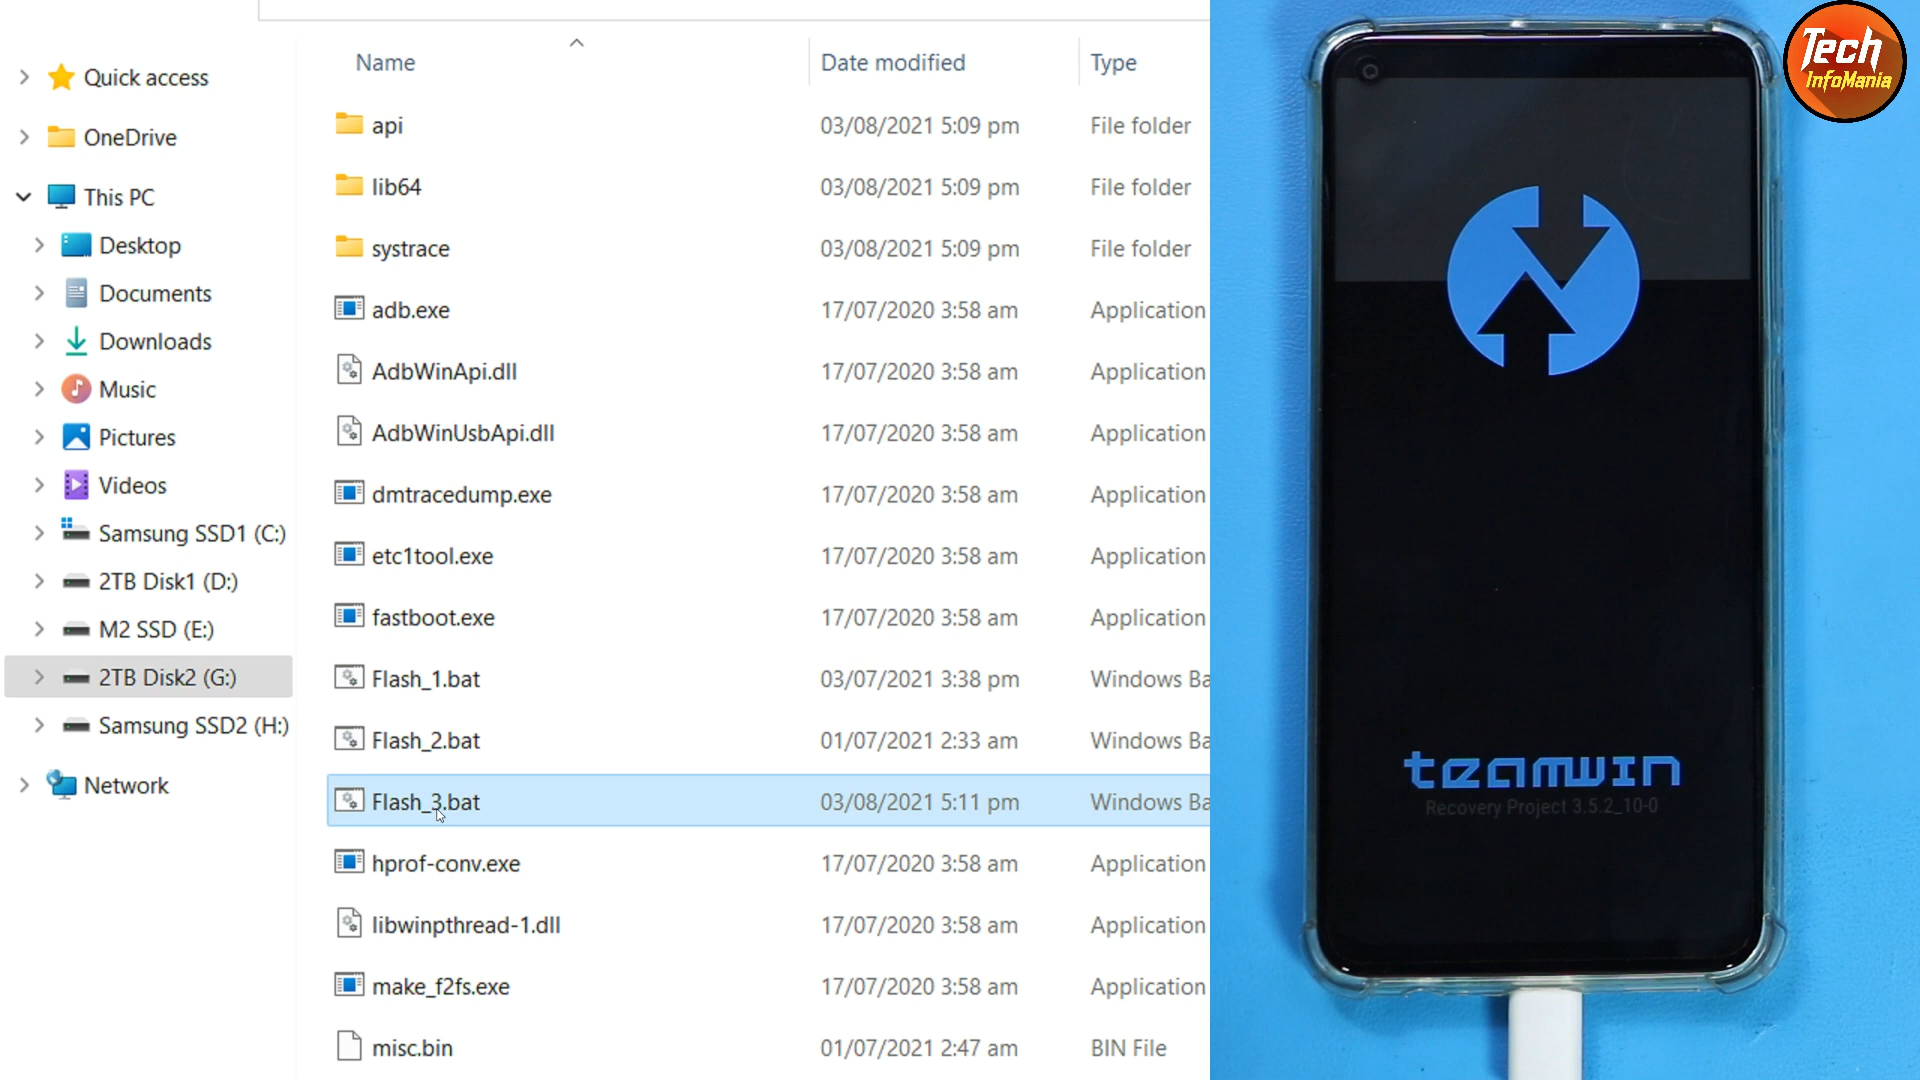 Name Date modified Type
Quick access
OneDrive
This PC
Desktop
Documents
Downloads
Music
Pictures
Videos
Samsung SSD1 (C:)
2TB Disk1 (D:)
M2 SSD (E:)
2TB Disk2 (G:)
Samsung SSD2 (H:)
Network
api 03/08/2021 5:09 pm File folder
lib64 03/08/2021 5:09 pm File folder
systrace 03/08/2021 5:09 pm File folder
adb.exe 17/07/2020 3:58 am Application
AdbWinApi.dll 17/07/2020 3:58 am Application
AdbWinUsbApi.dll 17/07/2020 3:58 am Application
dmtracedump.exe 17/07/2020 3:58 am Application
etc1tool.exe 17/07/2020 3:58 am Application
fastboot.exe 17/07/2020 3:58 am Application
Flash_1.bat 03/07/2021 3:38 pm Windows Ba
Flash_2.bat 01/07/2021 2:33 am Windows Ba
Flash_3.bat 03/08/2021 5:11 pm Windows Ba
hprof-conv.exe 17/07/2020 3:58 am Application
libwinpthread-1.dll 17/07/2020 3:58 am Application
make_f2fs.exe 17/07/2020 3:58 am Application
misc.bin 01/07/2021 2:47 am BIN File
Tech
InfoMania
teamwin
Recovery Project 3.5.2_10-0